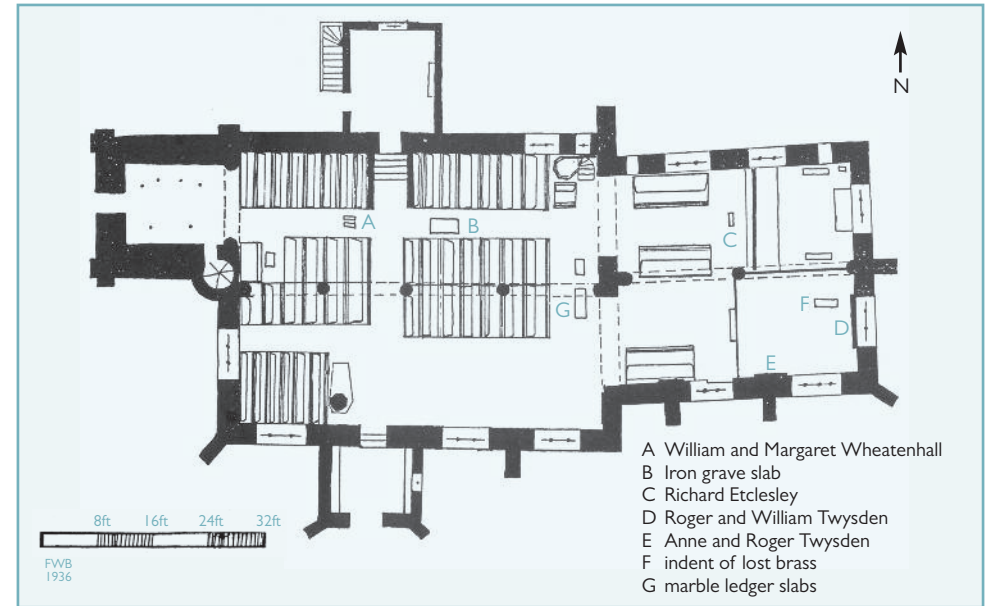 N
A
B
C
G
F
D
E
A William and Margaret Wheatenhall
B Iron grave slab
C Richard Etclesley
D Roger and William Twysden
E Anne and Roger Twysden
F indent of lost brass
G marble ledger slabs
8ft 16ft 24ft 32ft
FWB
1936